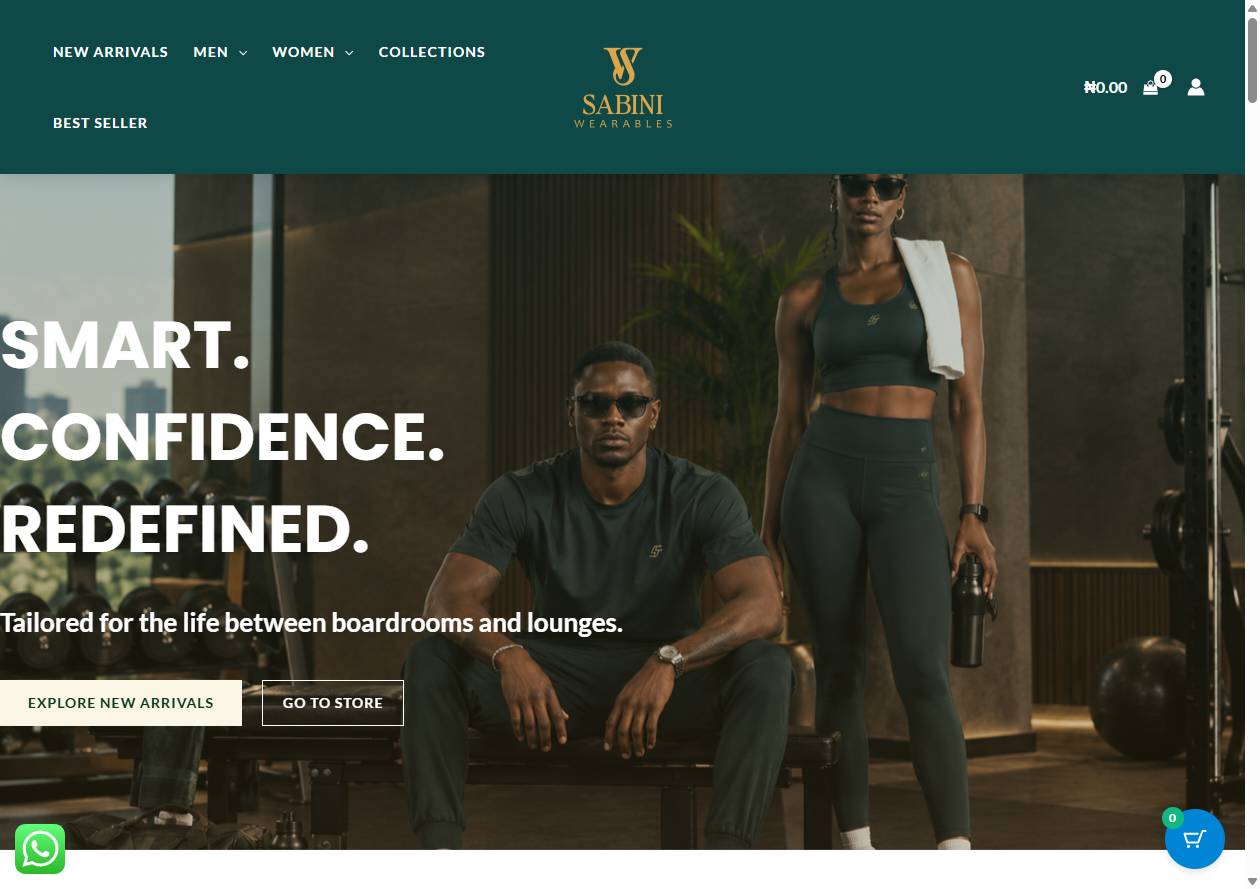 NEW ARRIVALS MEN WOMEN COLLECTIONS
BEST SELLER
SABINI
WEARABLES
₦0.00 0
SMART.
CONFIDENCE.
REDEFINED.
Tailored for the life between boardrooms and lounges.
EXPLORE NEW ARRIVALS GO TO STORE
0